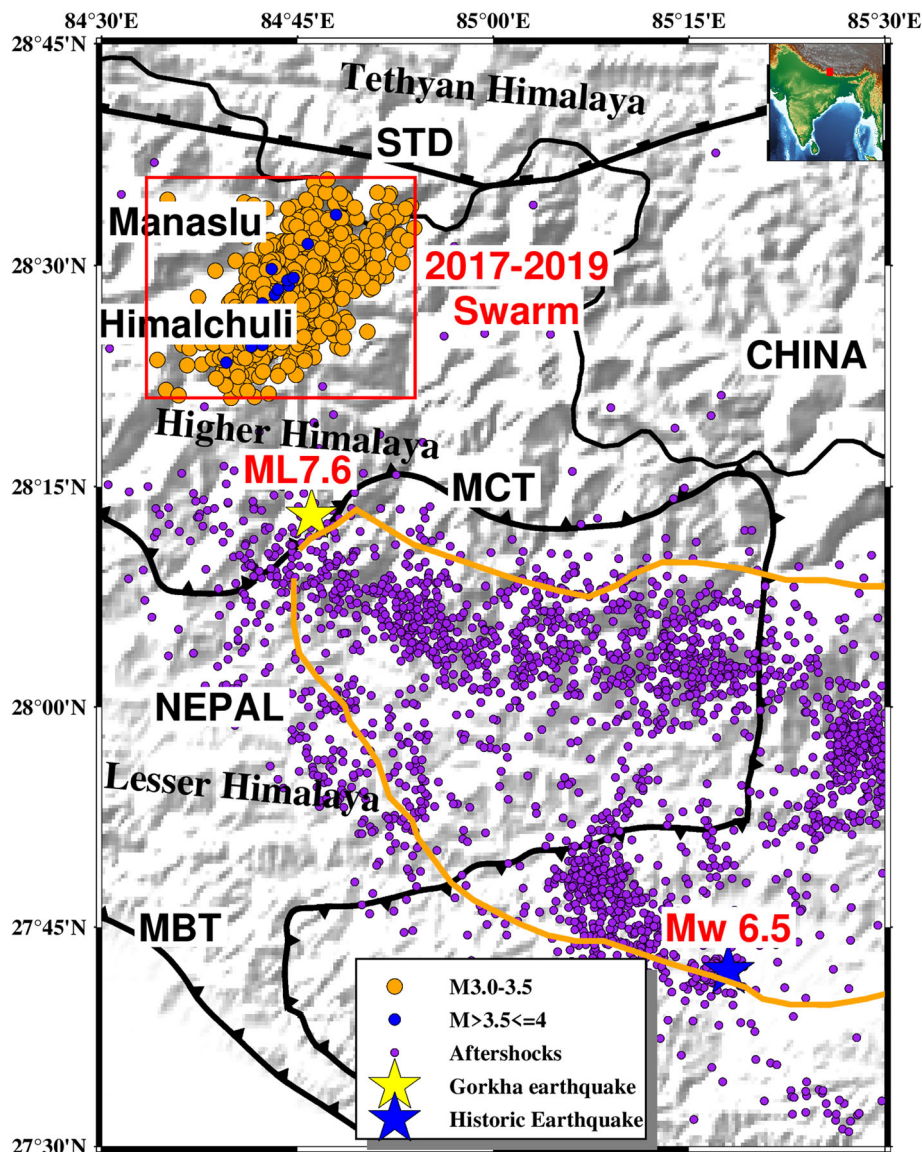 84°30'E 84°45'E 85°00'E 85°15'E 85°30'E
28°45'N
Tethyan Himalaya
STD
Manaslu
28°30'N
2017-2019
Swarm
Himalchuli
CHINA
Higher Himalaya
ML7.6
28°15'N
MCT
28°00'N
NEPAL
Lesser Himalaya
27°45'N
MBT
Mw 6.5
M3.0-3.5
M>3.5<=4
Aftershocks
Gorkha earthquake
Historic Earthquake
27°30'N